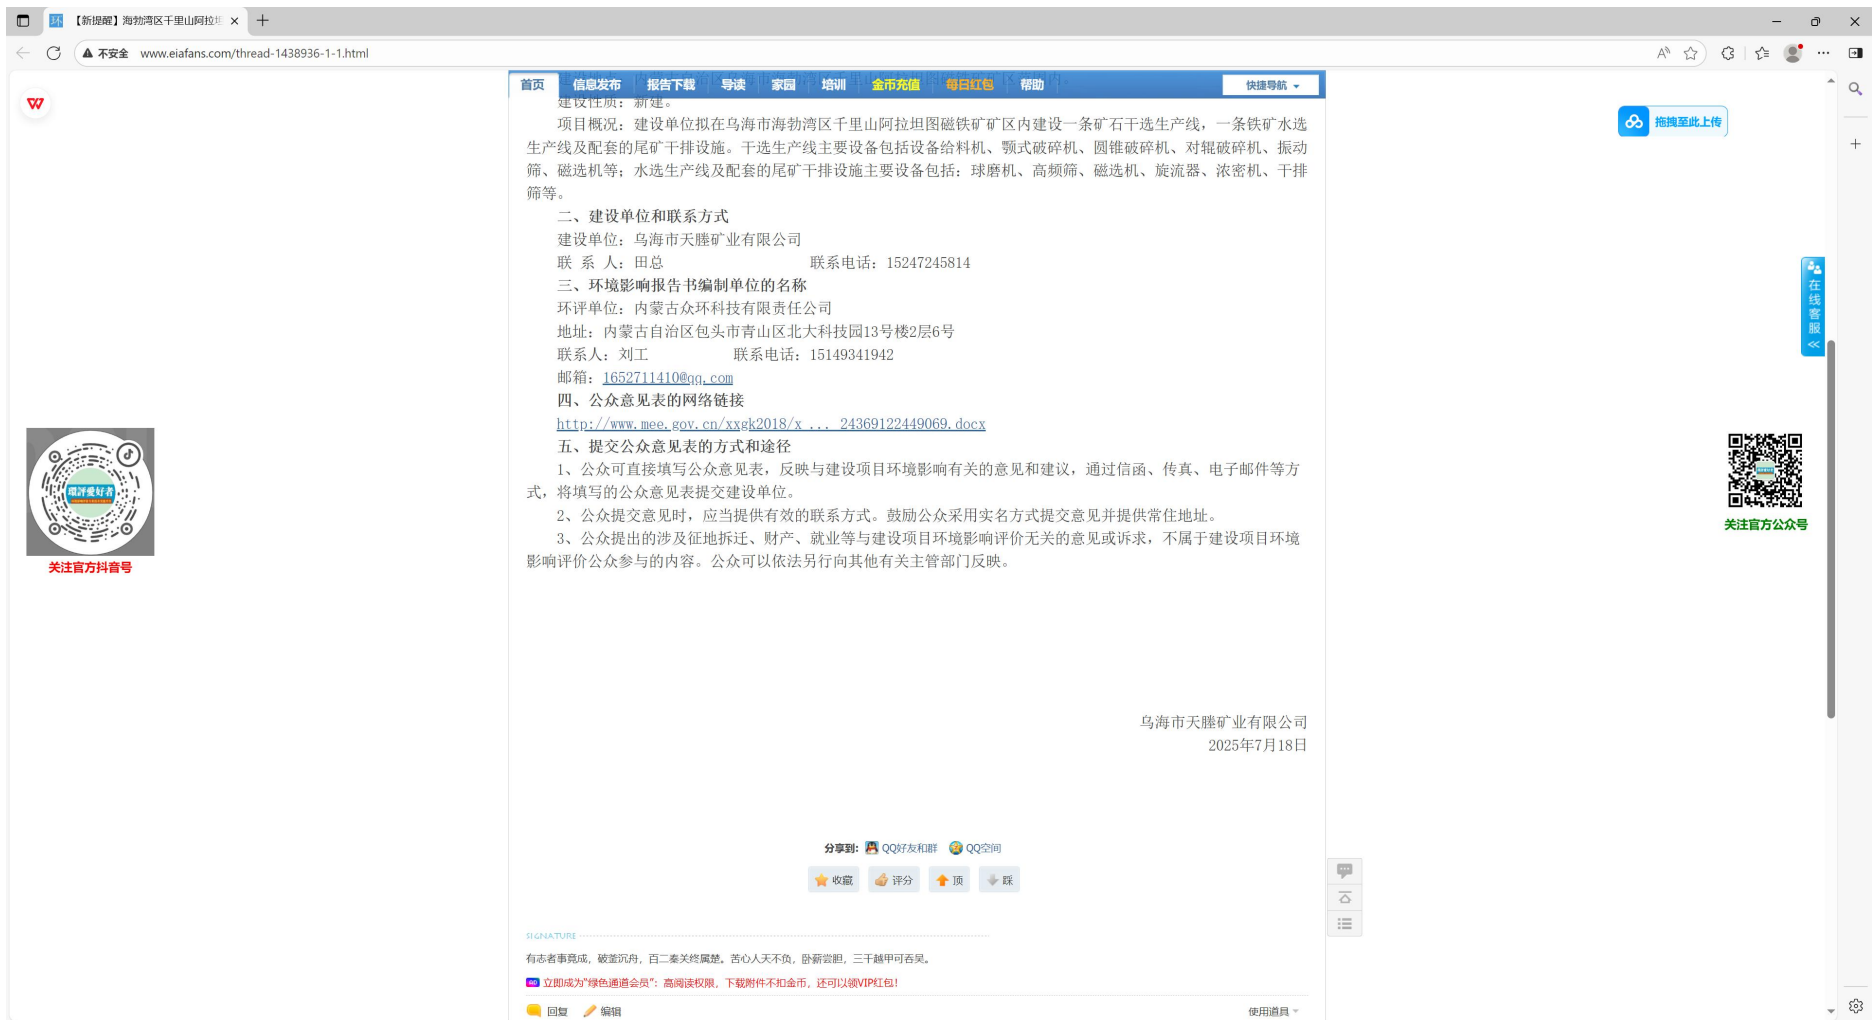 【新提醒】海勃湾区千里山阿拉坦
不安全 www.eiafans.com/thread-1438936-1-1.html
首页 信息发布 报告下载 导读 家园 培训 金币充值 每日红包 帮助 快捷导航
建设性质：新建。
项目概况：建设单位拟在乌海市海勃湾区千里山阿拉坦图磁铁矿矿区内建设一条矿石干选生产线，一条铁矿水选
生产线及配套的尾矿干排设施。干选生产线主要设备包括设备给料机、颚式破碎机、圆锥破碎机、对辊破碎机、振动
筛、磁选机等；水选生产线及配套的尾矿干排设施主要设备包括：球磨机、高频筛、磁选机、旋流器、浓密机、干排
筛等。
二、建设单位和联系方式
建设单位：乌海市天塍矿业有限公司
联 系 人：田总 联系电话：15247245814
三、环境影响报告书编制单位的名称
环评单位：内蒙古众环科技有限责任公司
地址：内蒙古自治区包头市青山区北大科技园13号楼2层6号
联系人：刘工 联系电话：15149341942
邮箱：1652711410@qq.com
四、公众意见表的网络链接
http://www.mee.gov.cn/xxgk2018/x ... 24369122449069.docx
五、提交公众意见表的方式和途径
1、公众可直接填写公众意见表，反映与建设项目环境影响有关的意见和建议，通过信函、传真、电子邮件等方
式，将填写的公众意见表提交建设单位。
2、公众提交意见时，应当提供有效的联系方式。鼓励公众采用实名方式提交意见并提供常住地址。
3、公众提出的涉及征地拆迁、财产、就业等与建设项目环境影响评价无关的意见或诉求，不属于建设项目环境
影响评价公众参与的内容。公众可以依法另行向其他有关主管部门反映。
乌海市天塍矿业有限公司
2025年7月18日
分享到： QQ好友和群 QQ空间
收藏 评分 顶 踩
SIGNATURE
有志者事竟成，破釜沉舟，百二秦关终属楚。苦心人天不负，卧薪尝胆，三千越甲可吞吴。
立即成为"绿色通道会员"：高阅读权限，下载附件不扣金币，还可以领VIP红包！
回复 编辑 使用道具
環評愛好者
关注官方抖音号
拖拽至此上传
在线客服
关注官方公众号